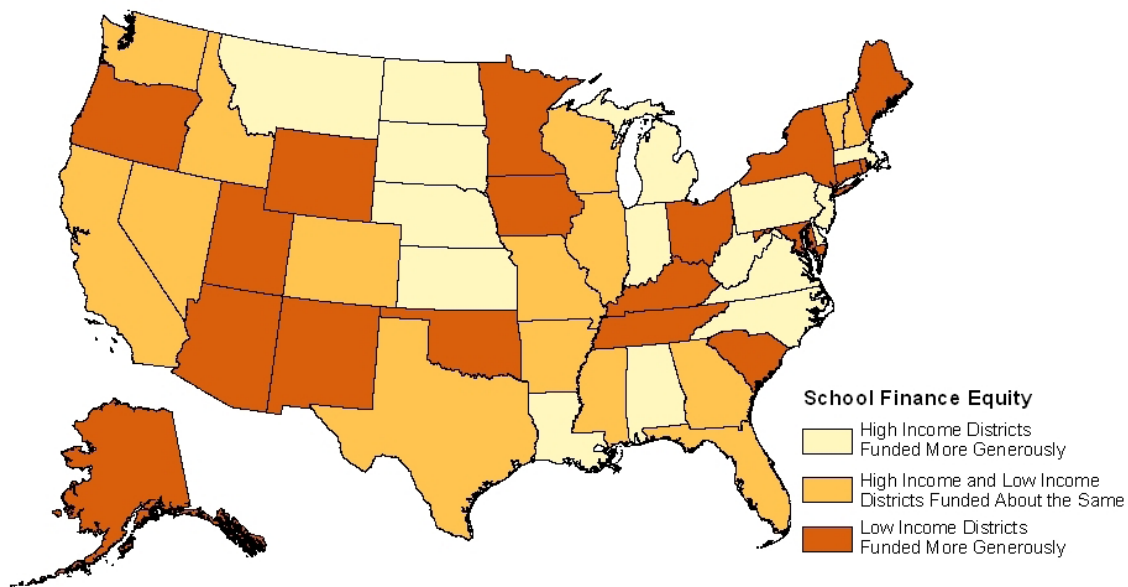 School Finance Equity
High Income Districts
Funded More Generously
High Income and Low Income
Districts Funded About the Same
Low Income Districts
Funded More Generously